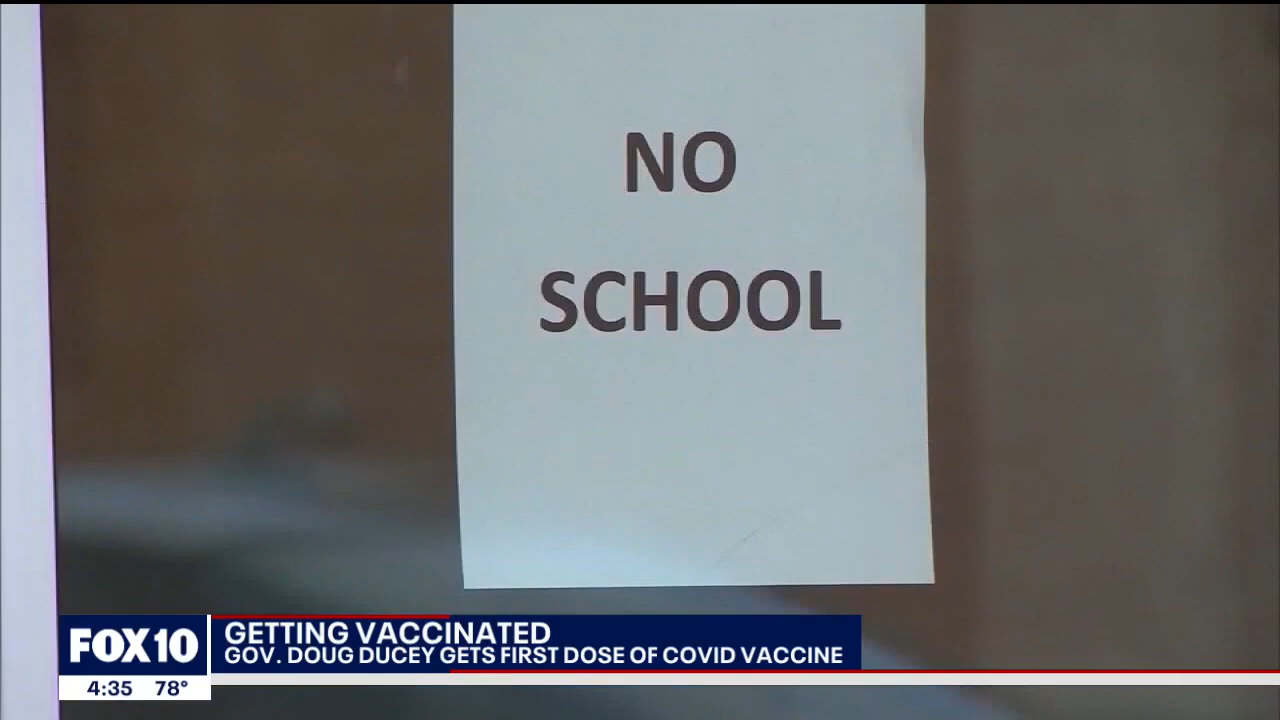 NO
SCHOOL
FOX10
GETTING VACCINATED
GOV. DOUG DUCEY GETS FIRST DOSE OF COVID VACCINE
4:35 78°